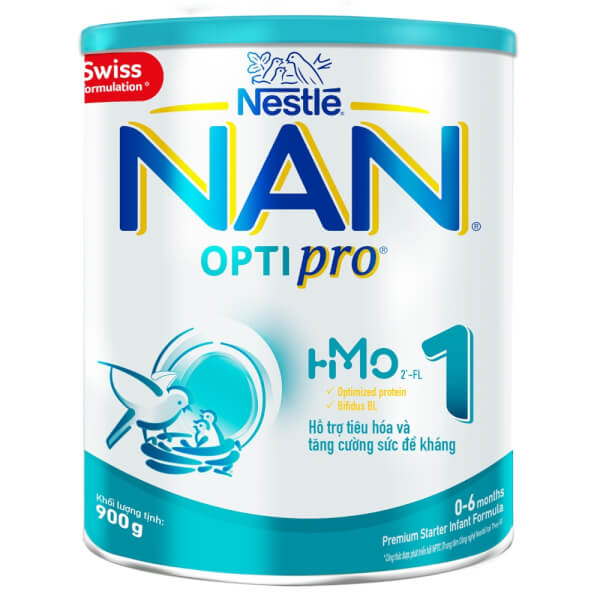 Swiss
Formulation*
Nestlé®
NAN®
OPTIpro®
HMO 2'-FL
1
✓ Optimized protein
✓ Bifidus BL
Hỗ trợ tiêu hóa và
tăng cường sức đề kháng
Khối lượng tịnh:
900g
0-6 months
Premium Starter Infant Formula